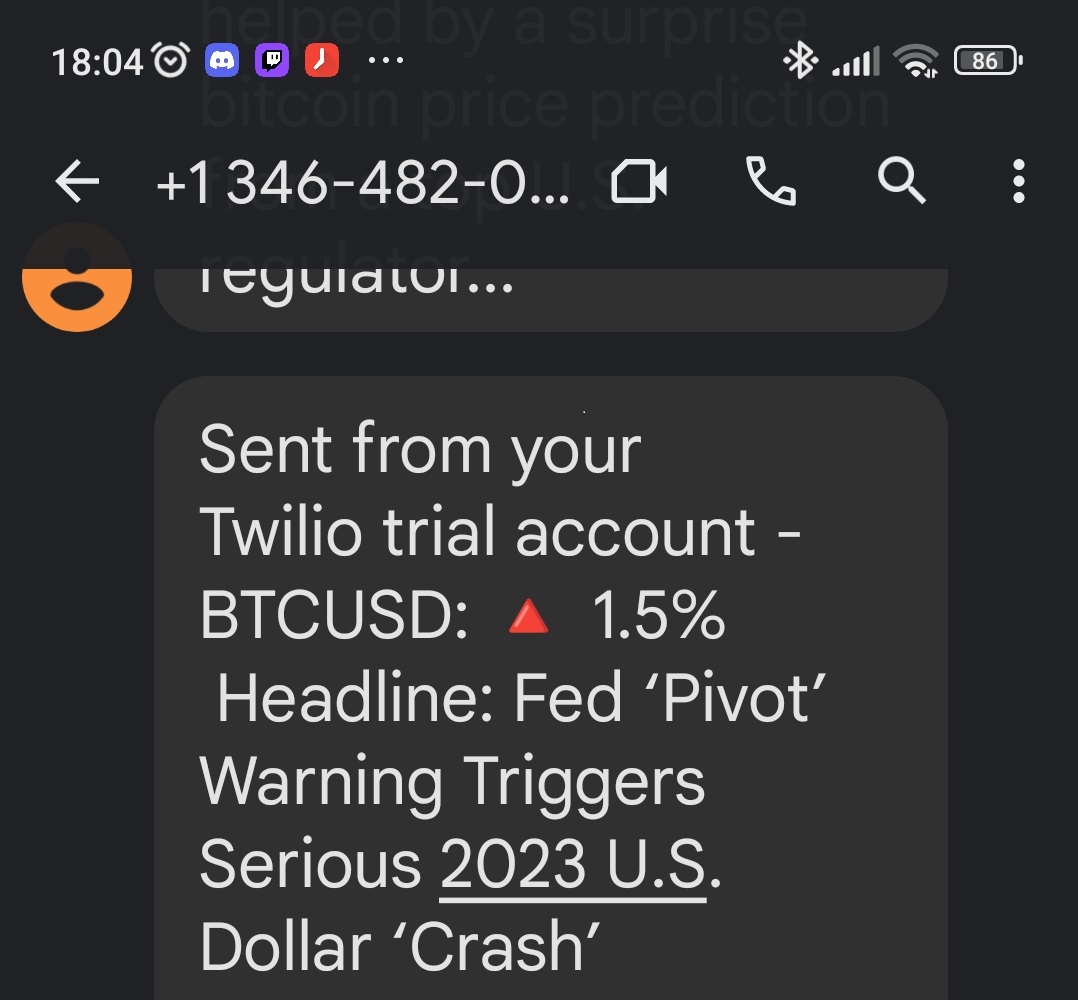 helped by a surprise
18:04 86
bitcoin price prediction
+1 346-482-0...
from a top U.S.
regulator...
Sent from your
Twilio trial account -
BTCUSD: 🔺 1.5%
Headline: Fed ‘Pivot’
Warning Triggers
Serious 2023 U.S.
Dollar ‘Crash’